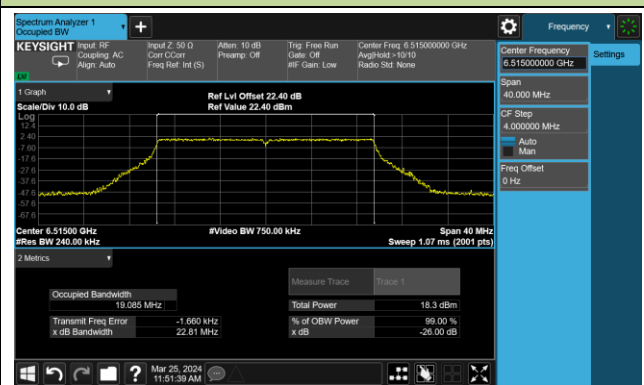 Spectrum Analyzer 1
Occupied BW
Frequency
KEYSIGHT
Input: RF
Coupling: AC
Align: Auto
Input Z: 50 Ω
Corr CCorr
Freq Ref: Int (S)
Atten: 10 dB
Preamp: Off
Trig: Free Run
Gate: Off
#IF Gain: Low
Center Freq: 6.515000000 GHz
Avg|Hold:>10/10
Radio Std: None
Center Frequency
6.515000000 GHz
Settings
Span
40.000 MHz
CF Step
4.000000 MHz
Auto
Man
Freq Offset
0 Hz
1 Graph
Scale/Div 10.0 dB
Ref Lvl Offset 22.40 dB
Ref Value 22.40 dBm
Log
12.4
2.40
-7.60
-17.6
-27.6
-37.6
-47.6
-57.6
-67.6
Center 6.51500 GHz
#Res BW 240.00 kHz
#Video BW 750.00 kHz
Span 40 MHz
Sweep 1.07 ms (2001 pts)
2 Metrics
Measure Trace
Trace 1
Occupied Bandwidth
19.085 MHz
Total Power
18.3 dBm
Transmit Freq Error
-1.660 kHz
% of OBW Power
99.00 %
x dB Bandwidth
22.81 MHz
x dB
-26.00 dB
?
Mar 25, 2024
11:51:39 AM